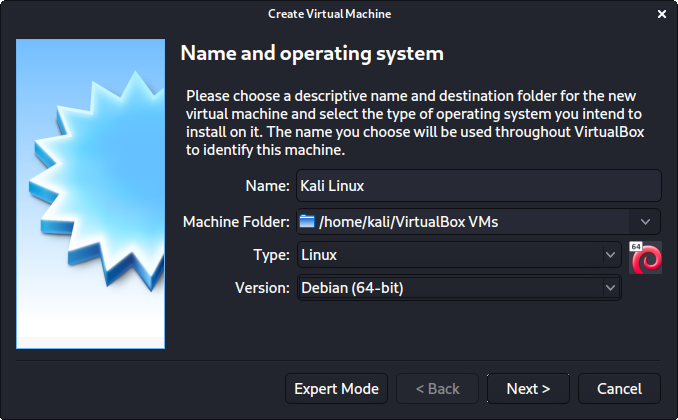 Create Virtual Machine
Name and operating system
Please choose a descriptive name and destination folder for the new
virtual machine and select the type of operating system you intend to
install on it. The name you choose will be used throughout VirtualBox
to identify this machine.
Name: Kali Linux
Machine Folder: /home/kali/VirtualBox VMs
Type: Linux
64
Version: Debian (64-bit)
Expert Mode < Back Next > Cancel